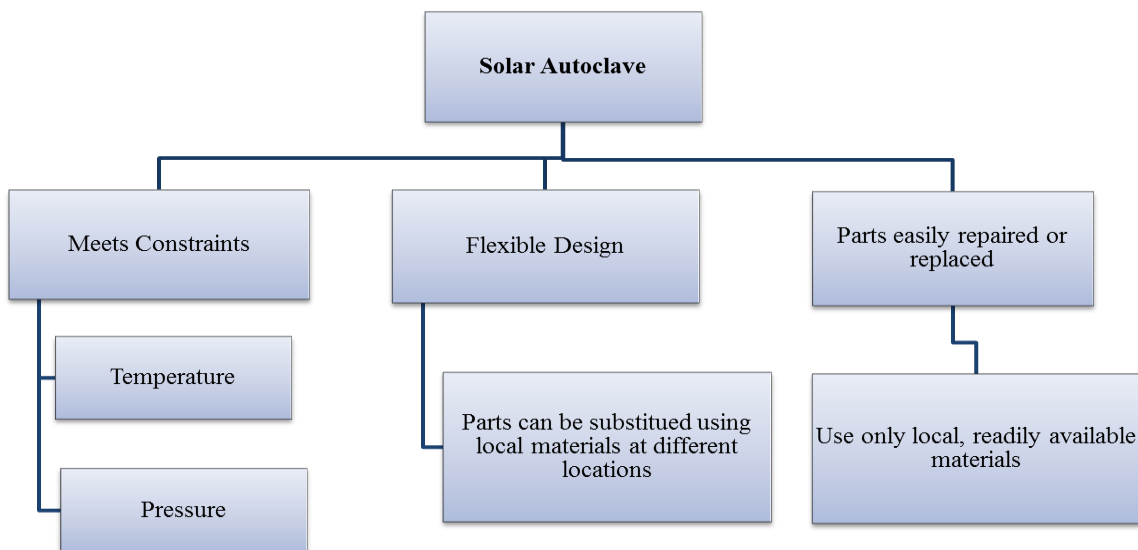 Solar Autoclave
Meets Constraints
Flexible Design
Parts easily repaired or
replaced
Temperature
Pressure
Parts can be substitued using
local materials at different
locations
Use only local, readily available
materials